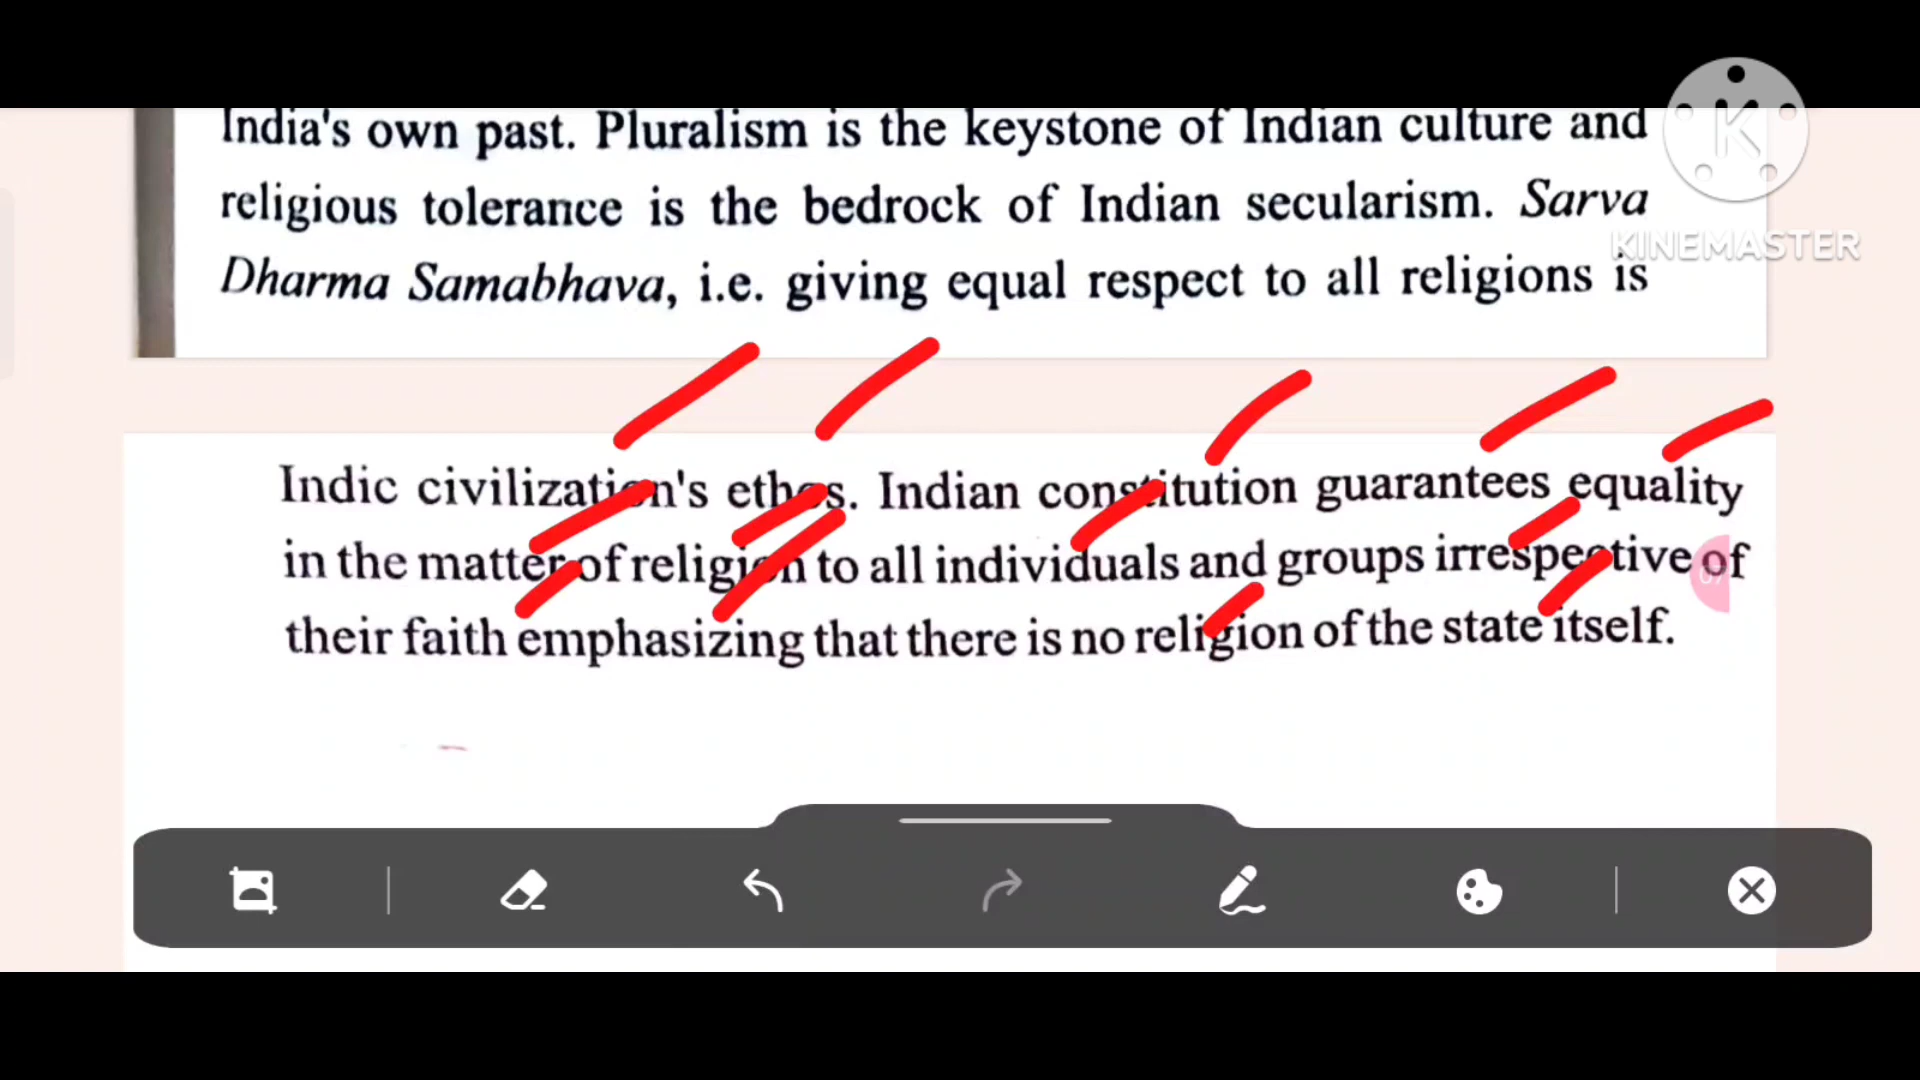 India's own past. Pluralism is the keystone of Indian culture and
religious tolerance is the bedrock of Indian secularism. Sarva
Dharma Samabhava, i.e. giving equal respect to all religions is
Indic civilization's ethos. Indian constitution guarantees equality
in the matter of religion to all individuals and groups irrespective of
their faith emphasizing that there is no religion of the state itself.
K
KINEMASTER